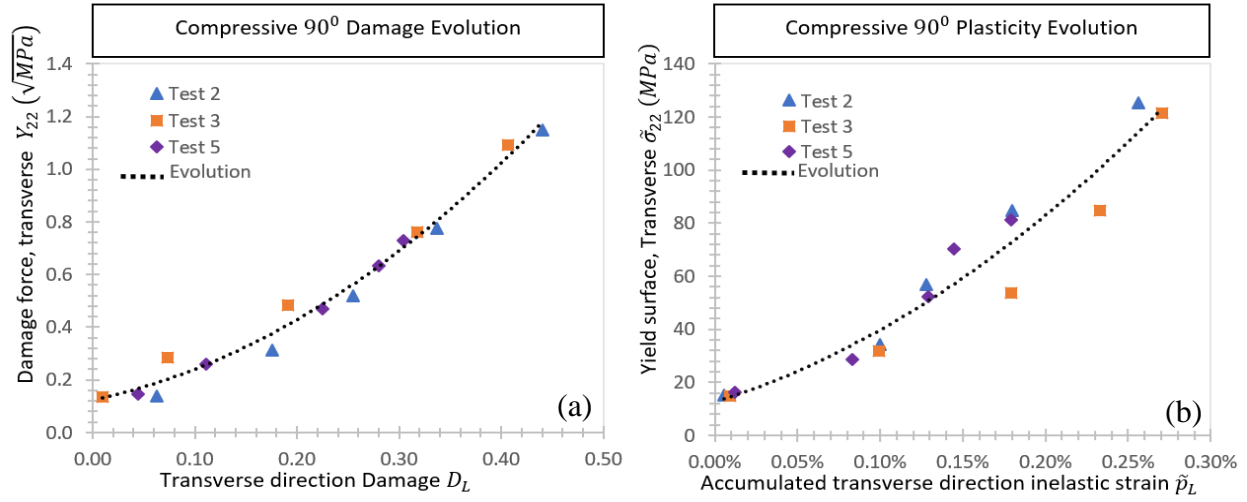 Compressive 90⁰ Damage Evolution
Damage force, transverse Y₂₂ (√MPa)
1.4
1.2
1.0
0.8
0.6
0.4
0.2
0.0
Test 2
Test 3
Test 5
Evolution
(a)
0.00 0.10 0.20 0.30 0.40 0.50
Transverse direction Damage D_L
Compressive 90⁰ Plasticity Evolution
Yield surface, Transverse σ̃₂₂ (MPa)
140
120
100
80
60
40
20
0
Test 2
Test 3
Test 5
Evolution
(b)
0.00% 0.05% 0.10% 0.15% 0.20% 0.25% 0.30%
Accumulated transverse direction inelastic strain p̃_L